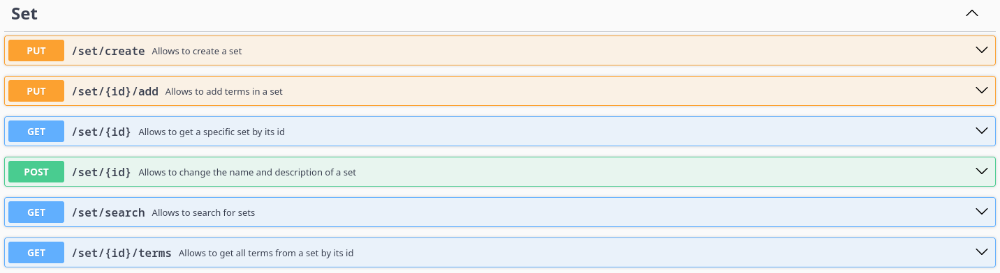 Set
PUT /set/create Allows to create a set
PUT /set/{id}/add Allows to add terms in a set
GET /set/{id} Allows to get a specific set by its id
POST /set/{id} Allows to change the name and description of a set
GET /set/search Allows to search for sets
GET /set/{id}/terms Allows to get all terms from a set by its id